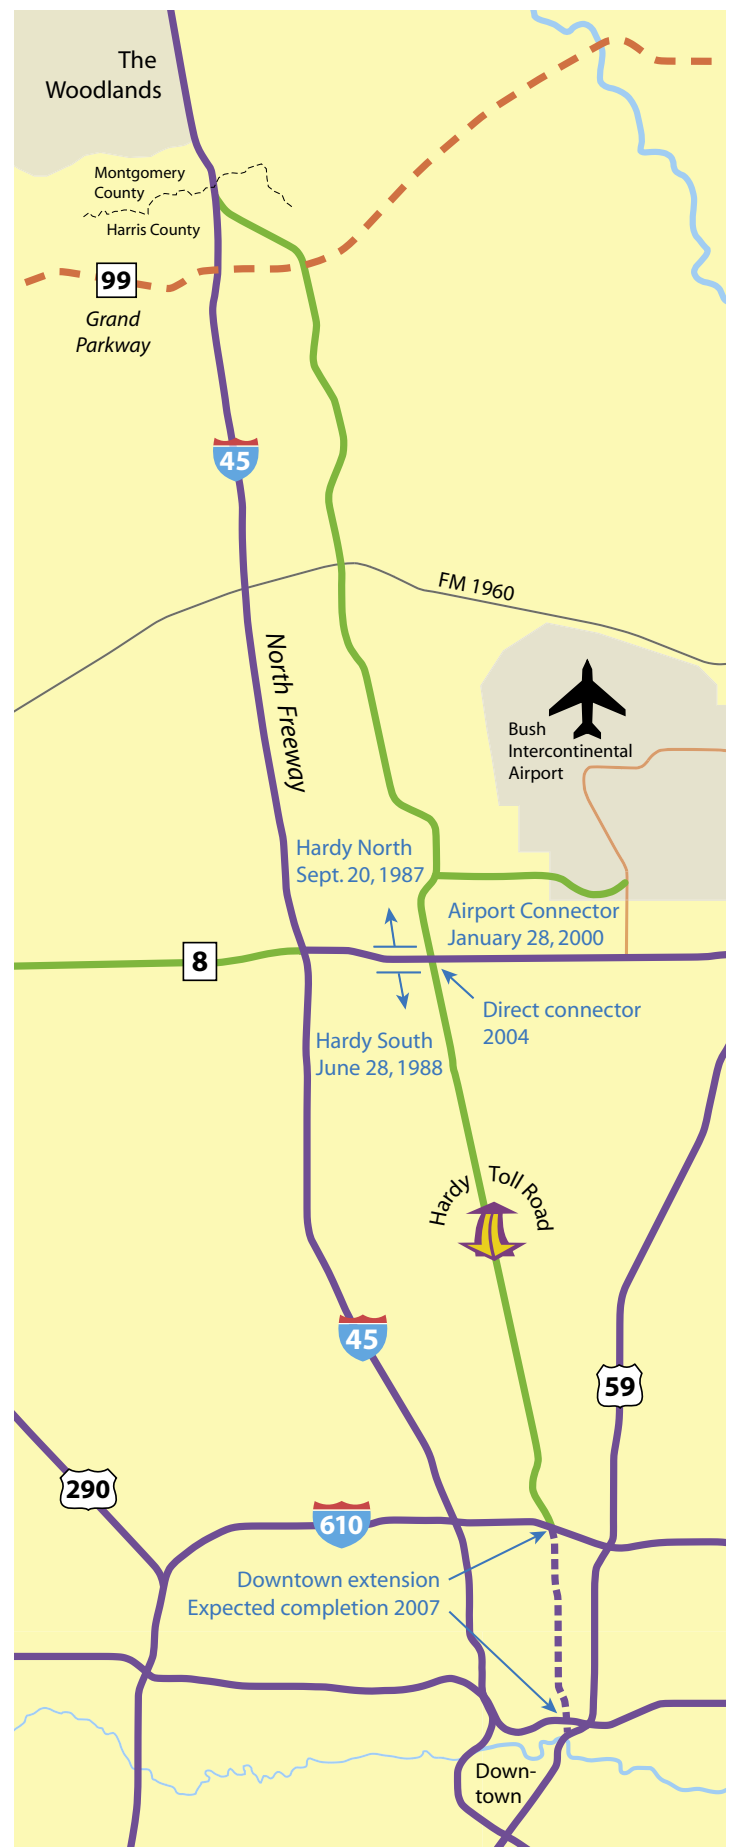 The
Woodlands
Montgomery
County
Harris County
99
Grand
Parkway
45
FM 1960
North Freeway
Bush
Intercontinental
Airport
Hardy North
Sept. 20, 1987
Airport Connector
January 28, 2000
8
Direct connector
2004
Hardy South
June 28, 1988
Hardy Toll Road
45
59
290
610
Downtown extension
Expected completion 2007
Down-
town